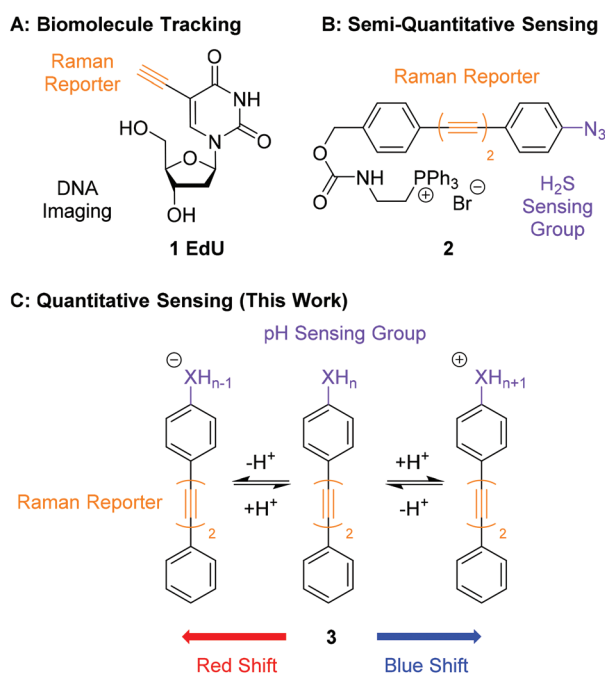 A: Biomolecule Tracking
Raman
Reporter
O
NH
N
O
HO
O
OH
DNA
Imaging
1 EdU
B: Semi-Quantitative Sensing
Raman Reporter
2
N3
O
O
NH
PPh3
⊕
Br
⊖
H2S
Sensing
Group
2
C: Quantitative Sensing (This Work)
pH Sensing Group
⊖
XHn-1
XHn
⊕
XHn+1
-H+
+H+
+H+
-H+
Raman Reporter
2
2
2
3
Red Shift
Blue Shift